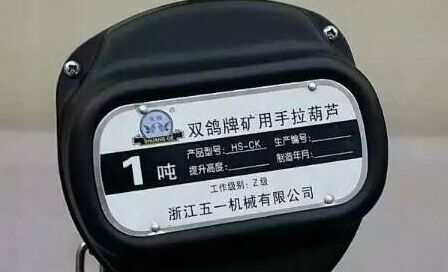 双鸽牌矿用手拉葫芦
SHUANG GE
®
1吨
产品型号: HS-CK 生产编号:
提升高度: 制造年月:
工作级别: Z 级
浙江五一机械有限公司